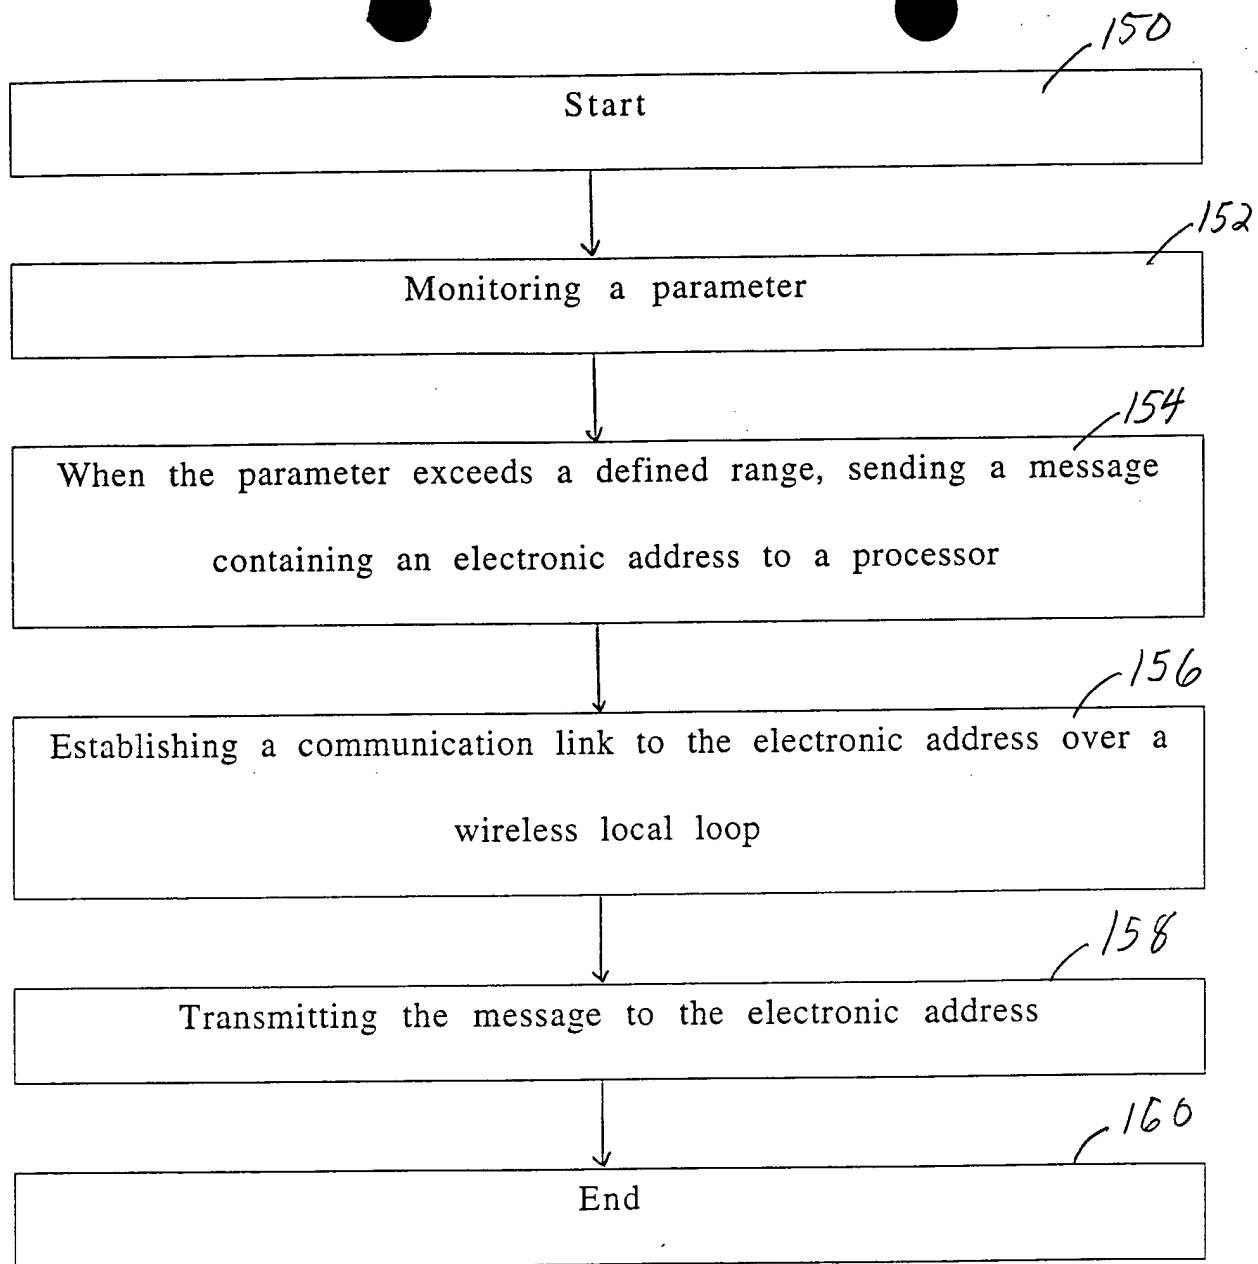 150
Start
152
Monitoring a parameter
154
When the parameter exceeds a defined range, sending a message
containing an electronic address to a processor
156
Establishing a communication link to the electronic address over a
wireless local loop
158
Transmitting the message to the electronic address
160
End